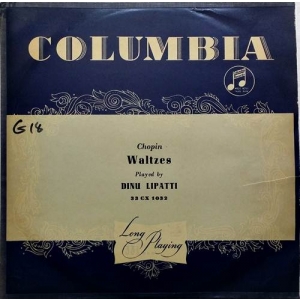 COLUMBIA
G18
Chopin
Waltzes
Played by
DINU LIPATTI
33 CX 1032
Long
Playing